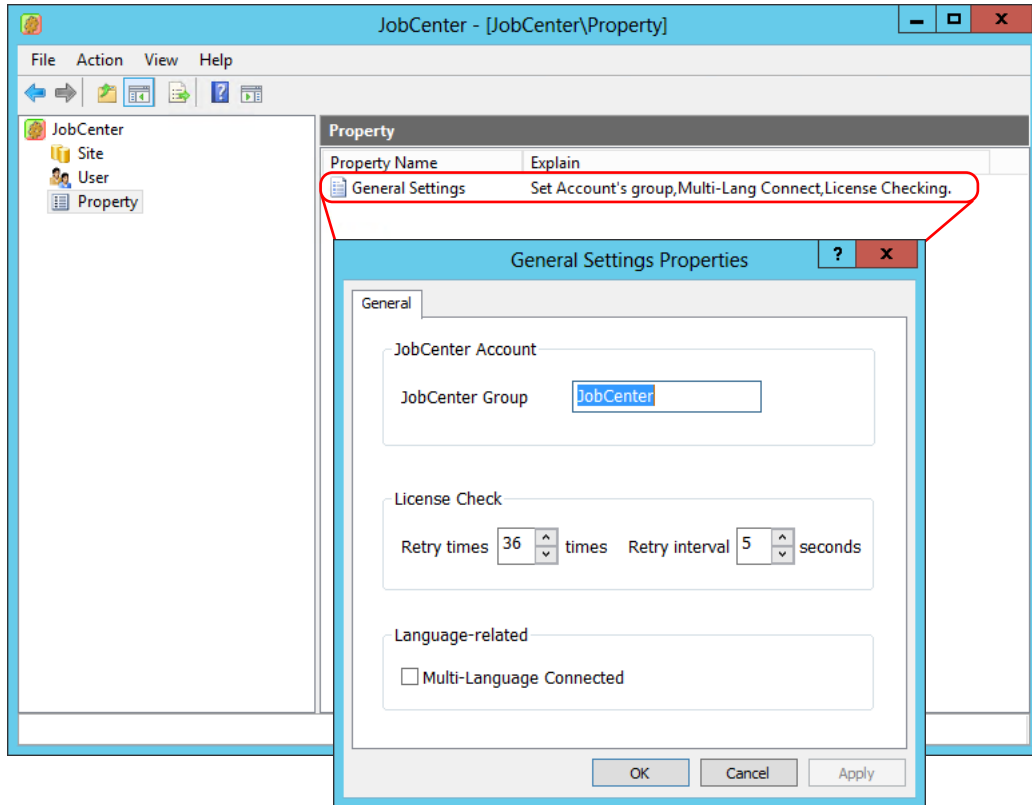 JobCenter - [JobCenter\Property]
File Action View Help
JobCenter
Site
User
Property
Property
Property Name Explain
General Settings Set Account's group,Multi-Lang Connect,License Checking.
General Settings Properties
General
JobCenter Account
JobCenter Group JobCenter
License Check
Retry times 36 times Retry interval 5 seconds
Language-related
Multi-Language Connected
OK Cancel Apply